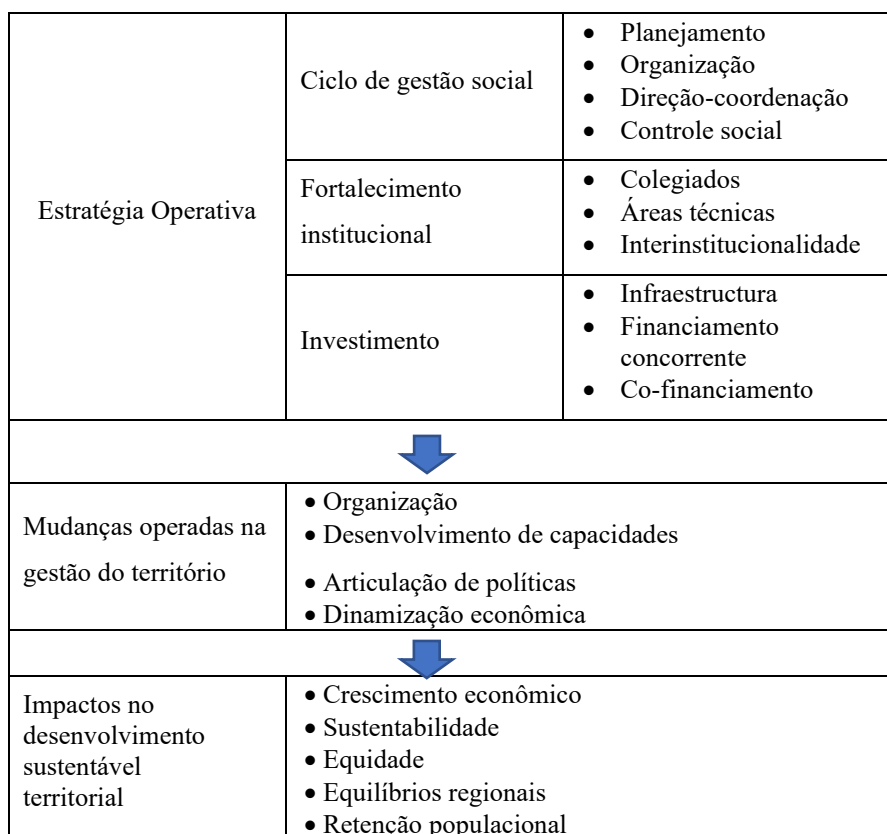 Estratégia Operativa
Ciclo de gestão social
• Planejamento
• Organização
• Direção-coordenação
• Controle social
Fortalecimento
institucional
• Colegiados
• Áreas técnicas
• Interinstitucionalidade
Investimento
• Infraestructura
• Financiamento
concorrente
• Co-financiamento
Mudanças operadas na
gestão do território
• Organização
• Desenvolvimento de capacidades
• Articulação de políticas
• Dinamização econômica
Impactos no
desenvolvimento
sustentável
territorial
• Crescimento econômico
• Sustentabilidade
• Equidade
• Equilíbrios regionais
• Retenção populacional